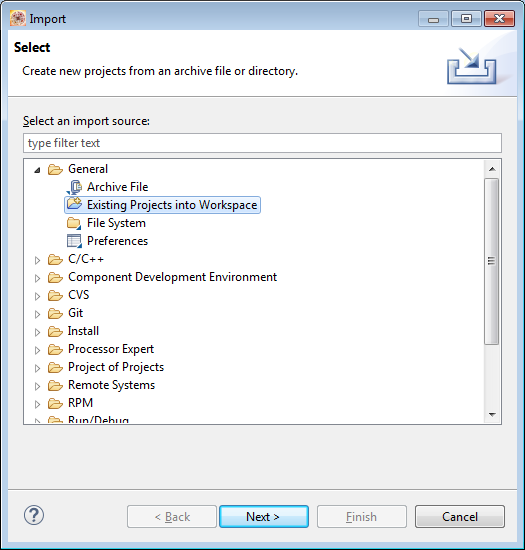 Import
Select
Create new projects from an archive file or directory.
Select an import source:
type filter text
General
Archive File
Existing Projects into Workspace
File System
Preferences
C/C++
Component Development Environment
CVS
Git
Install
Processor Expert
Project of Projects
Remote Systems
RPM
Run/Debug
?
< Back
Next >
Finish
Cancel